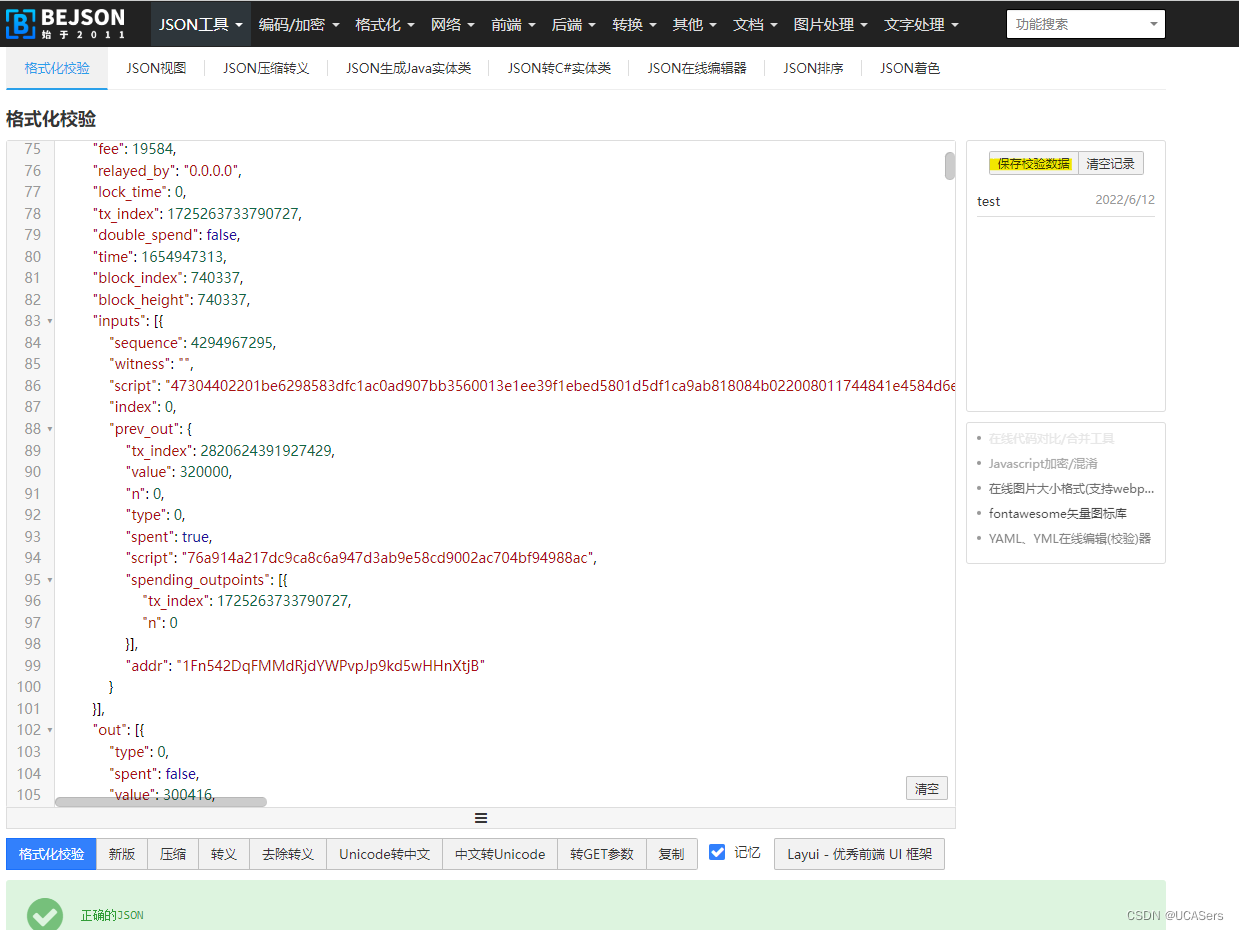 BEJSON
始于2011
JSON工具 编码/加密 格式化 网络 前端 后端 转换 其他 文档 图片处理 文字处理 功能搜索
格式化校验 JSON视图 JSON压缩转义 JSON生成Java实体类 JSON转C#实体类 JSON在线编辑器 JSON排序 JSON着色
格式化校验
75 "fee": 19584,
76 "relayed_by": "0.0.0.0",
77 "lock_time": 0,
78 "tx_index": 1725263733790727,
79 "double_spend": false,
80 "time": 1654947313,
81 "block_index": 740337,
82 "block_height": 740337,
83 "inputs": [{
84 "sequence": 4294967295,
85 "witness": "",
86 "script": "47304402201be6298583dfc1ac0ad907bb3560013e1ee39f1ebed5801d5df1ca9ab818084b022008011744841e4584d6e
87 "index": 0,
88 "prev_out": {
89 "tx_index": 2820624391927429,
90 "value": 320000,
91 "n": 0,
92 "type": 0,
93 "spent": true,
94 "script": "76a914a217dc9ca8c6a947d3ab9e58cd9002ac704bf94988ac",
95 "spending_outpoints": [{
96 "tx_index": 1725263733790727,
97 "n": 0
98 }],
99 "addr": "1Fn542DqFMMdRjdYWPvpJp9kd5wHHnXtjB"
100 }
101 }],
102 "out": [{
103 "type": 0,
104 "spent": false,
105 "value": 300416,
清空
保存校验数据 清空记录
test 2022/6/12
在线代码对比/合并工具
Javascript加密/混淆
在线图片大小格式(支持webp...
fontawesome矢量图标库
YAML、YML在线编辑(校验)器
格式化校验 新版 压缩 转义 去除转义 Unicode转中文 中文转Unicode 转GET参数 复制 记忆 Layui - 优秀前端 UI 框架
正确的JSON
CSDN @UCASers